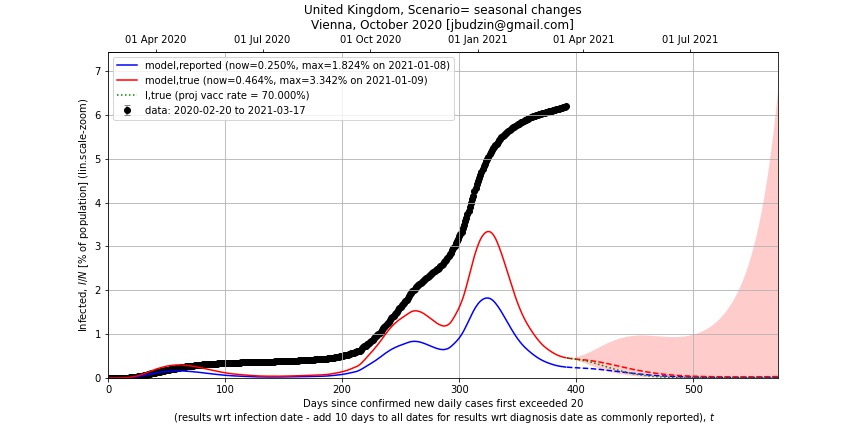 United Kingdom, Scenario= seasonal changes
Vienna, October 2020 [jbudzin@gmail.com]
01 Apr 2020 01 Jul 2020 01 Oct 2020 01 Jan 2021 01 Apr 2021 01 Jul 2021
model,reported (now=0.250%, max=1.824% on 2021-01-08)
model,true (now=0.464%, max=3.342% on 2021-01-09)
I,true (proj vacc rate = 70.000%)
data: 2020-02-20 to 2021-03-17
Infected, I/N [% of population] (lin.scale-zoom)
7
6
5
4
3
2
1
0
0 100 200 300 400 500
Days since confirmed new daily cases first exceeded 20
(results wrt infection date - add 10 days to all dates for results wrt diagnosis date as commonly reported), t